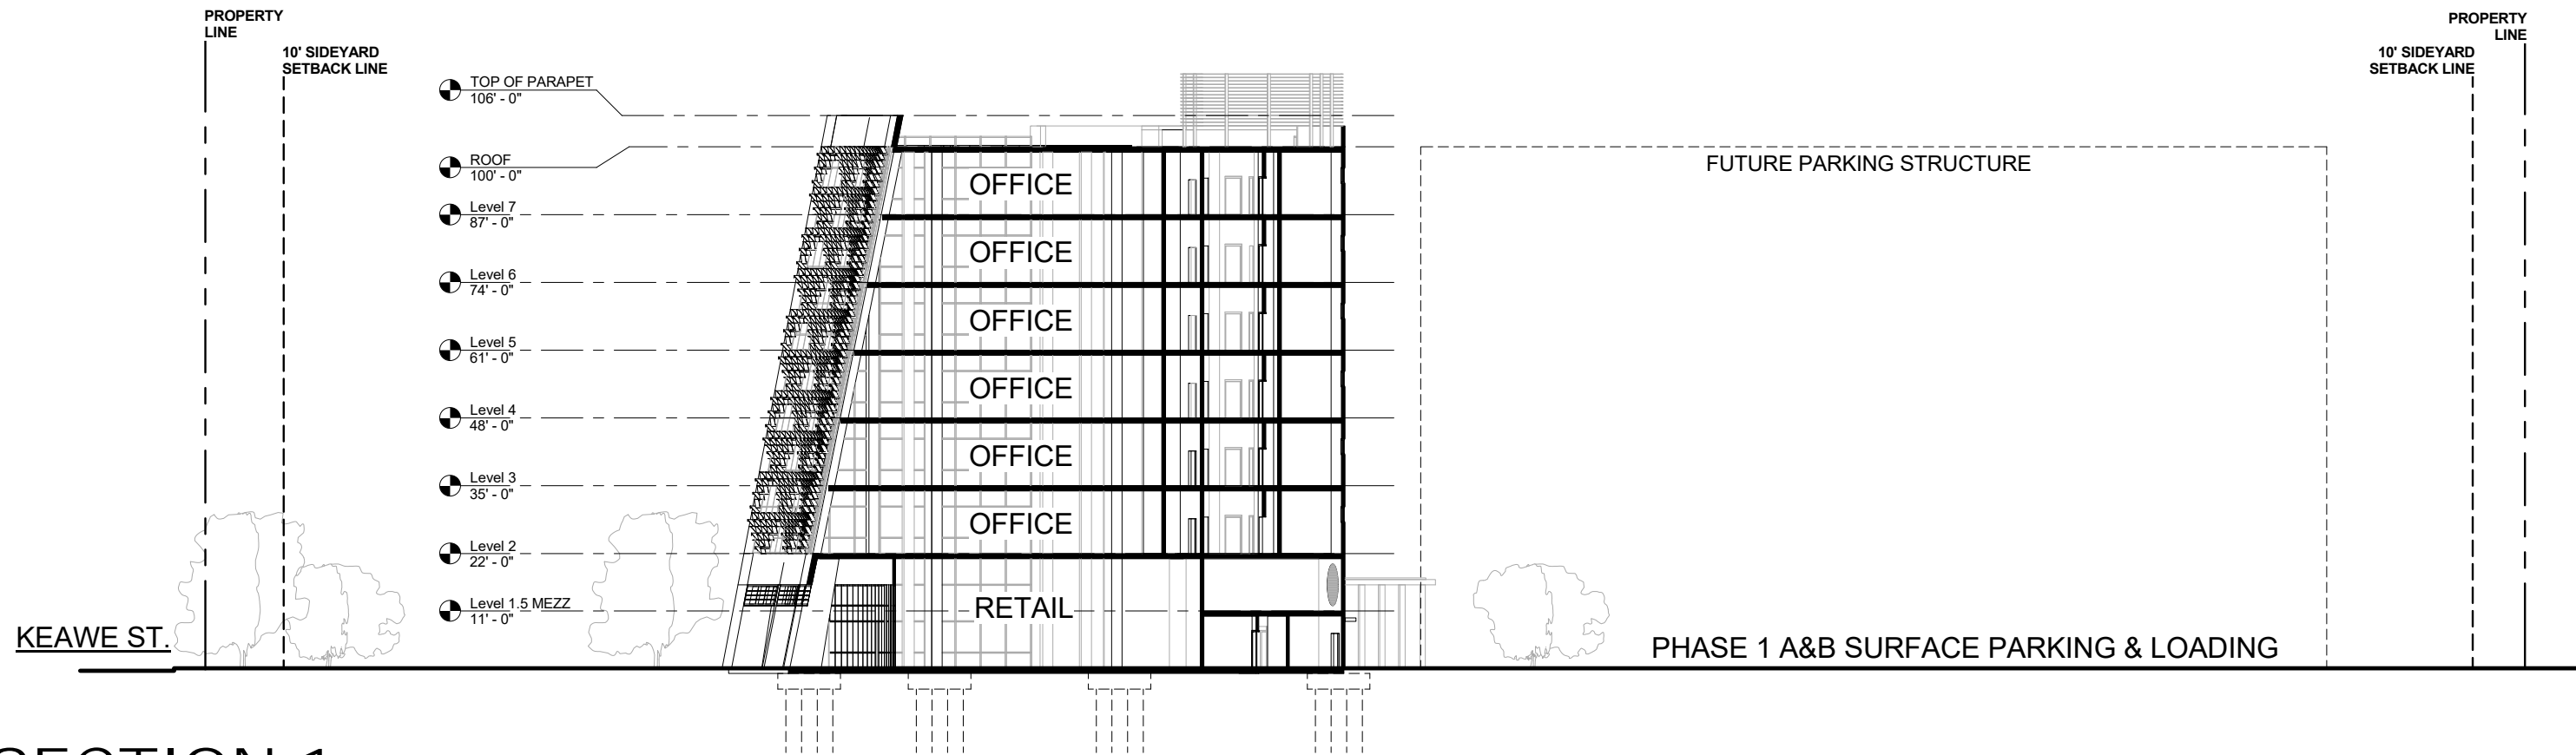 PROPERTY
LINE
10' SIDEYARD
SETBACK LINE
PROPERTY
LINE
10' SIDEYARD
SETBACK LINE
TOP OF PARAPET
106' - 0"
ROOF
100' - 0"
Level 7
87' - 0"
Level 6
74' - 0"
Level 5
61' - 0"
Level 4
48' - 0"
Level 3
35' - 0"
Level 2
22' - 0"
Level 1.5 MEZZ
11' - 0"
OFFICE
OFFICE
OFFICE
OFFICE
OFFICE
OFFICE
RETAIL
FUTURE PARKING STRUCTURE
KEAWE ST.
PHASE 1 A&B SURFACE PARKING & LOADING
SECTION 1